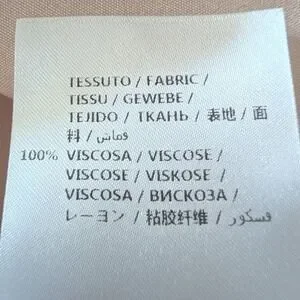 TESSUTO / FABRIC /
TISSU / GEWEBE /
TEJIDO / ТКАНЬ / 表地 / 面
料 / قماش /
100% VISCOSA / VISCOSE /
VISCOSE / VISKOSE /
VISCOSA / ВИСКОЗА /
レーヨン / 粘胶纤维 / فسكور /